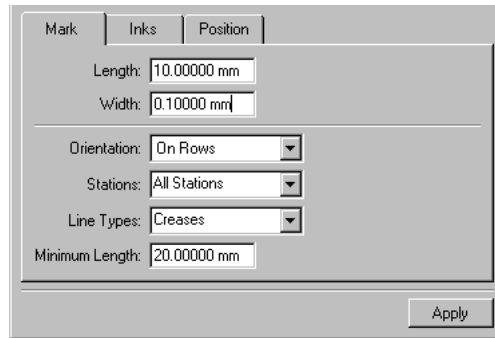 Mark Inks Position
Length: 10.00000 mm
Width: 0.10000 mm
Orientation: On Rows
Stations: All Stations
Line Types: Creases
Minimum Length: 20.00000 mm
Apply